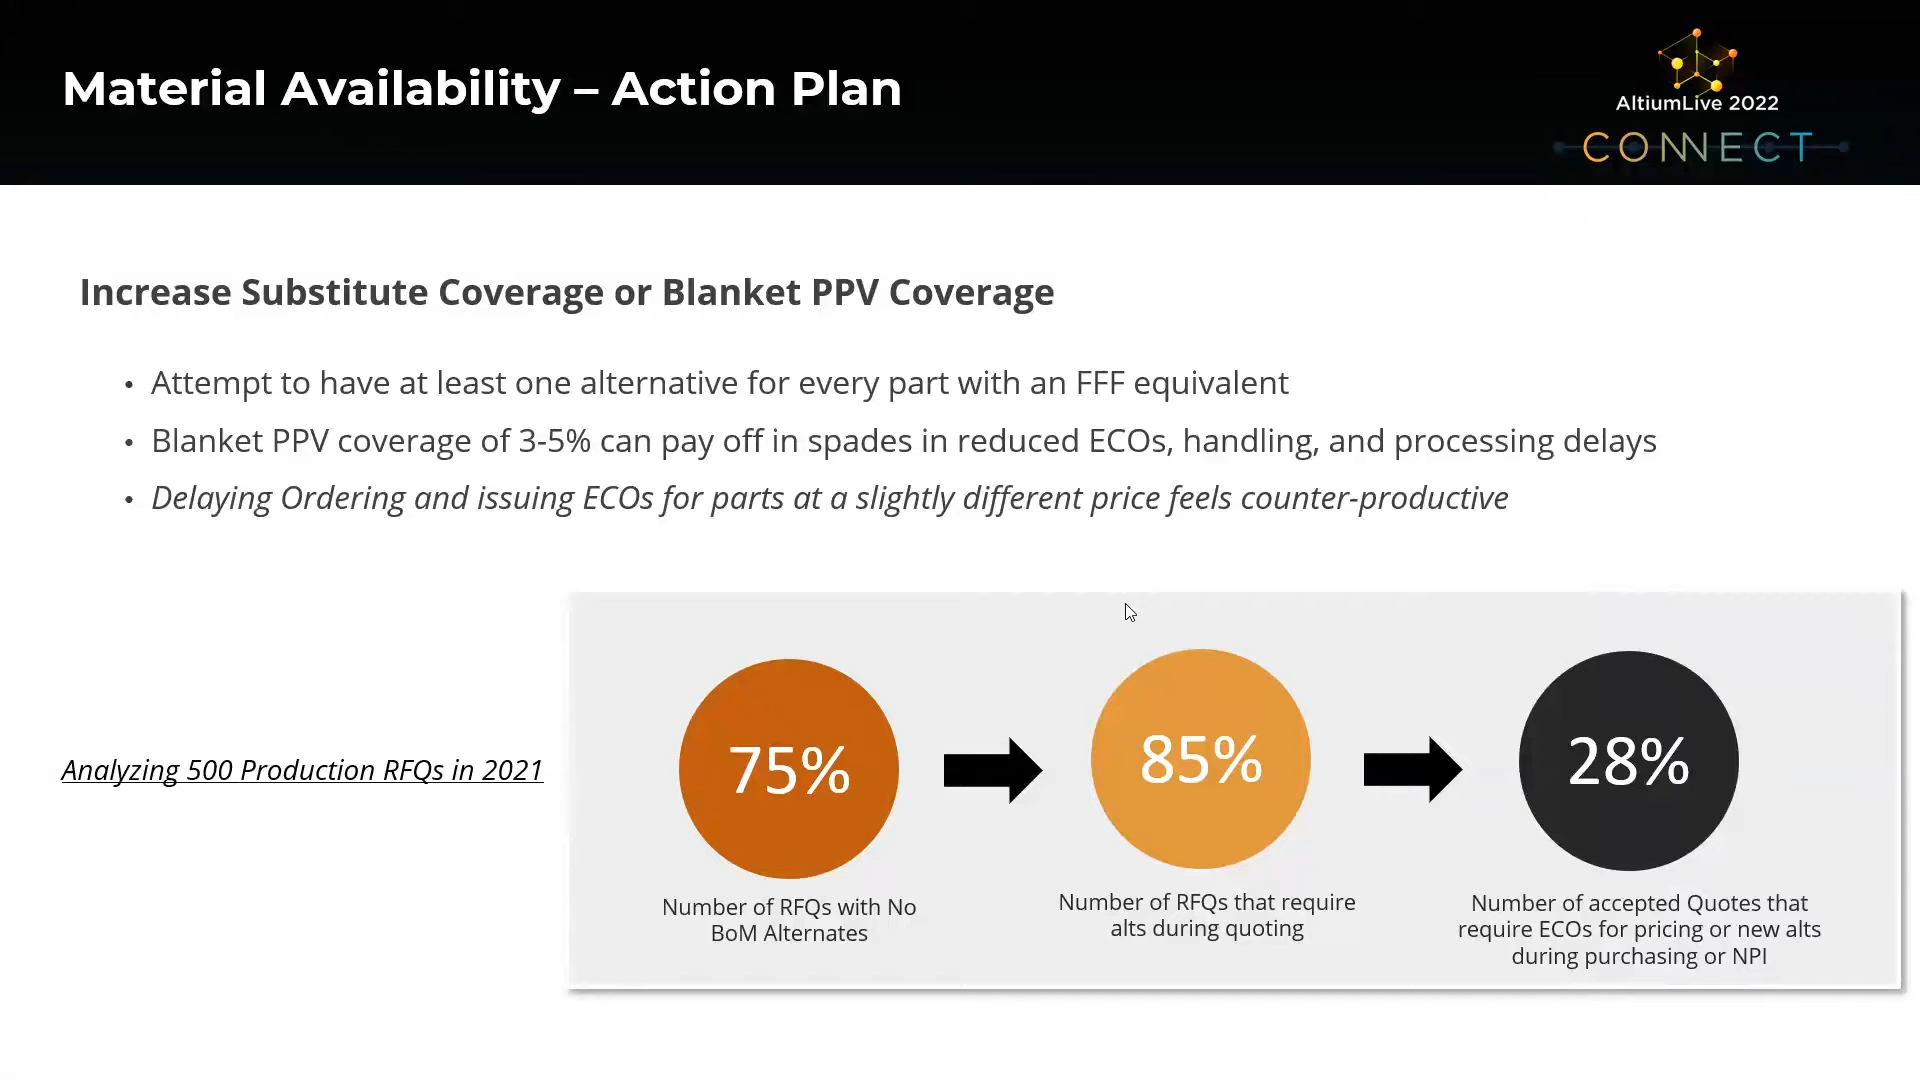 Material Availability – Action Plan
AltiumLive 2022
CONNECT
Increase Substitute Coverage or Blanket PPV Coverage
• Attempt to have at least one alternative for every part with an FFF equivalent
• Blanket PPV coverage of 3-5% can pay off in spades in reduced ECOs, handling, and processing delays
• Delaying Ordering and issuing ECOs for parts at a slightly different price feels counter-productive
Analyzing 500 Production RFQs in 2021
75%
Number of RFQs with No
BoM Alternates
85%
Number of RFQs that require
alts during quoting
28%
Number of accepted Quotes that
require ECOs for pricing or new alts
during purchasing or NPI